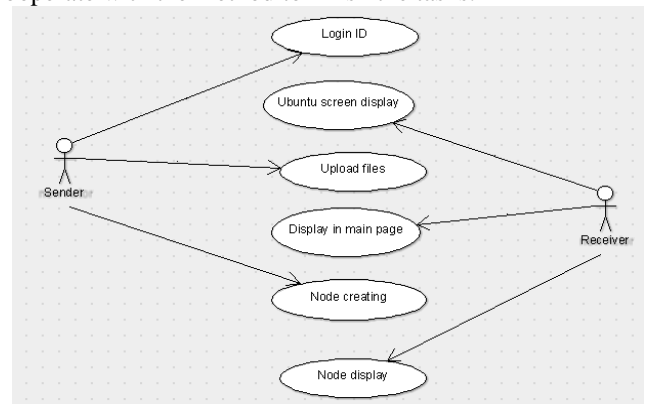 Login ID
Ubuntu screen display
Upload files
Sender
Display in main page
Receiver
Node creating
Node display